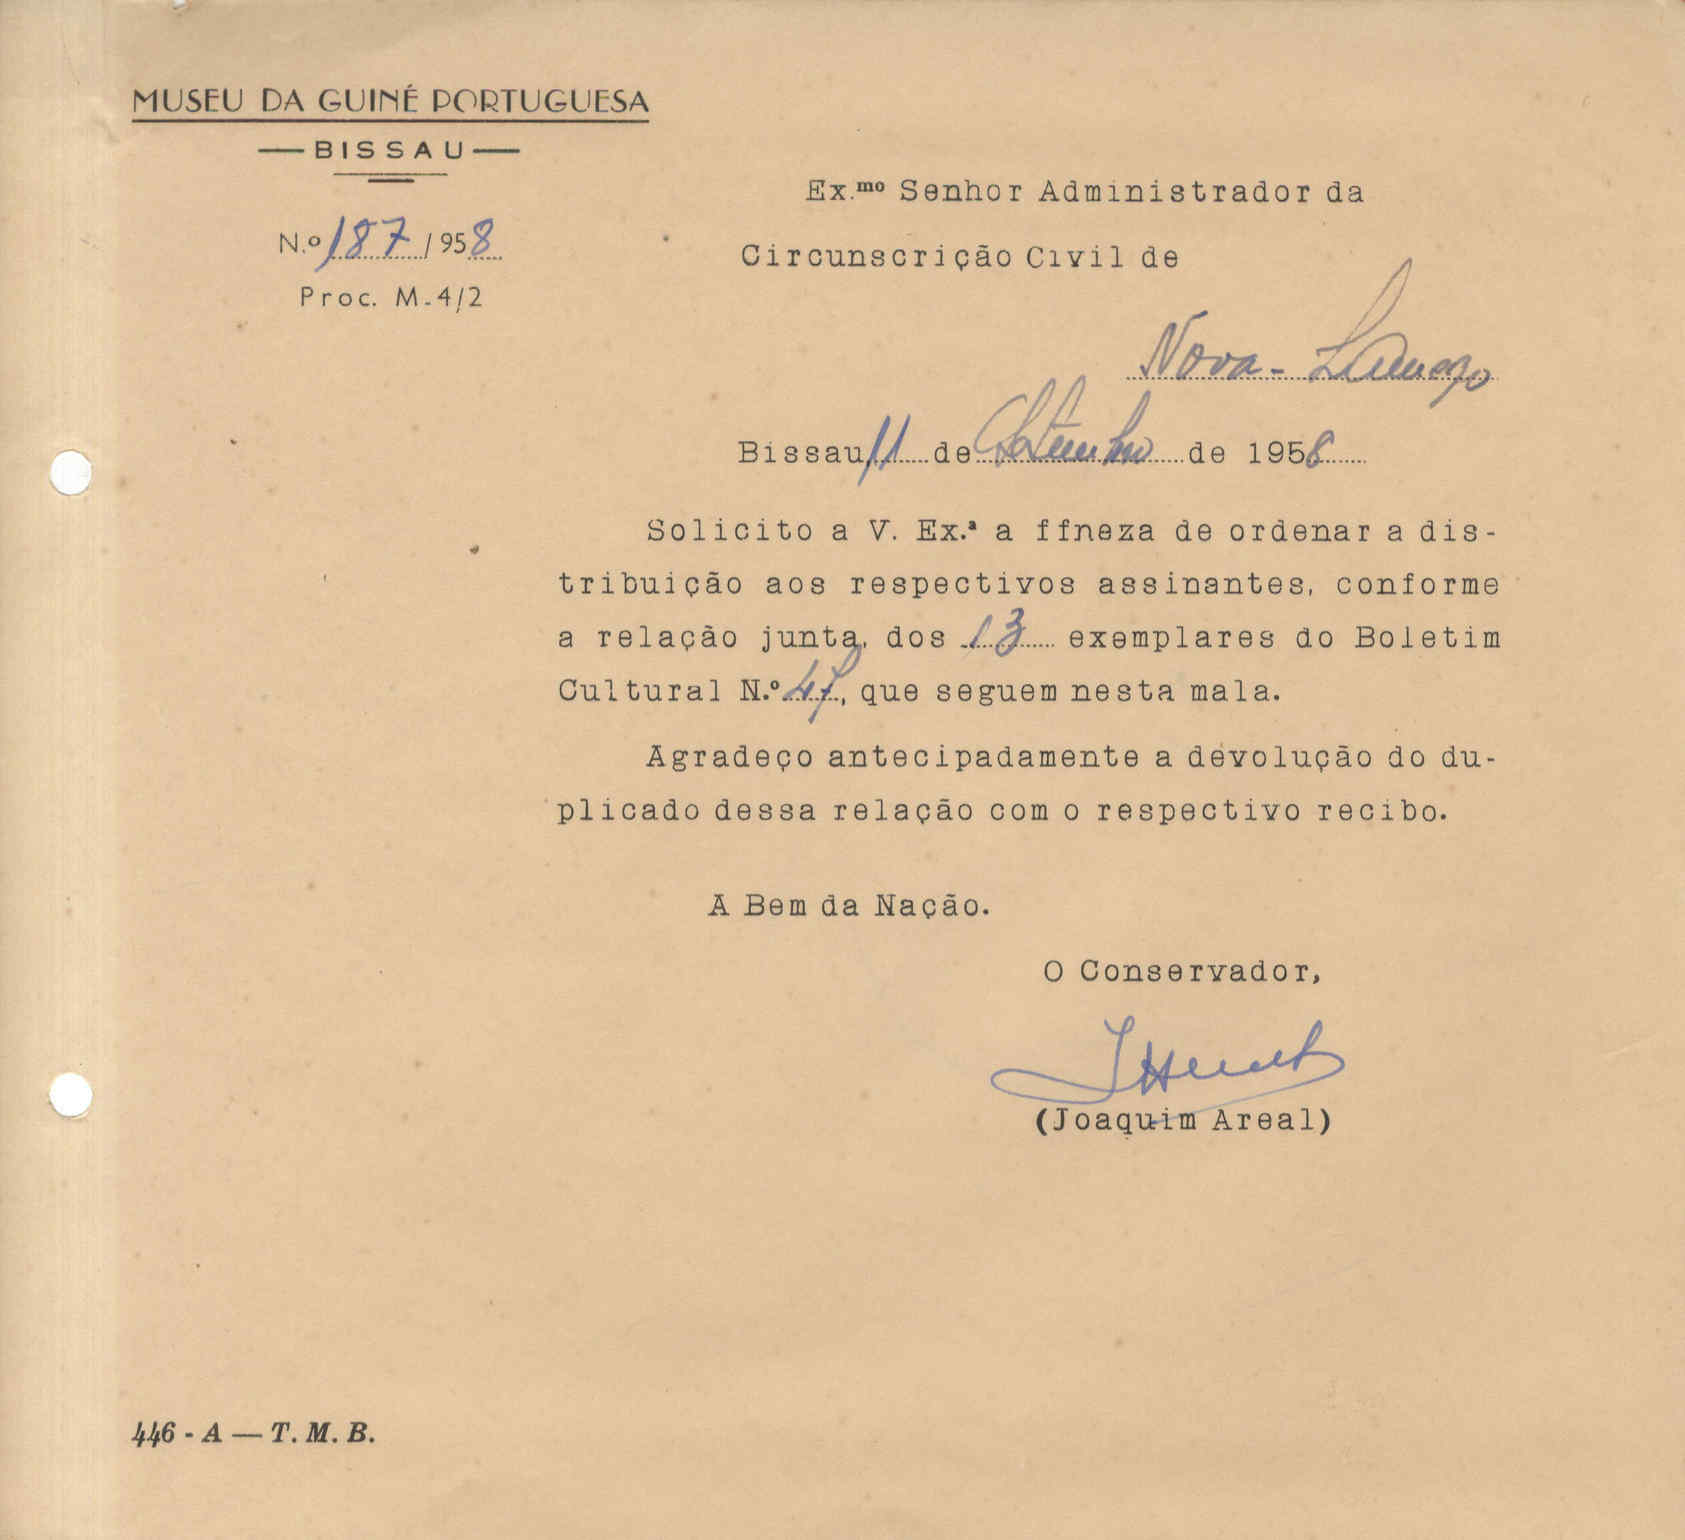 MUSEU DA GUINÉ PORTUGUESA
— BISSAU —
N.º 187 / 958
Proc. M-4/2
Ex.mo Senhor Administrador da
Circunscrição Civil de
Nova-Lamego
Bissau, 11 de Setembro de 1958
Solicito a V. Ex.ª a ffneza de ordenar a dis-
tribuição aos respectivos assinantes, conforme
a relação junta, dos 13 exemplares do Boletim
Cultural N.º 47, que seguem nesta mala.
Agradeço antecipadamente a devolução do du-
plicado dessa relação com o respectivo recibo.
A Bem da Nação.
O Conservador,
(Joaquim Areal)
446 - A — T. M. B.